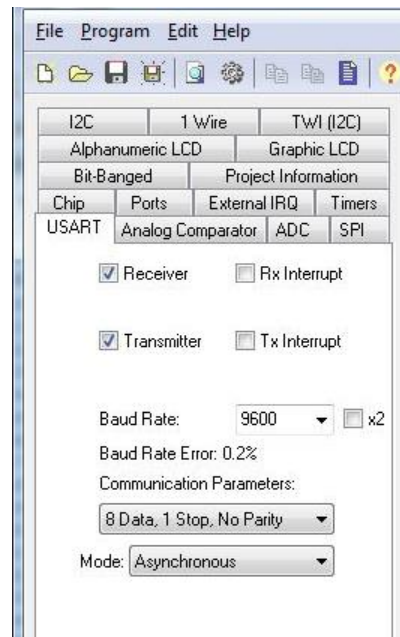 File Program Edit Help
?
I2C 1 Wire TWI (I2C)
Alphanumeric LCD Graphic LCD
Bit-Banged Project Information
Chip Ports External IRQ Timers
USART Analog Comparator ADC SPI
Receiver Rx Interrupt
Transmitter Tx Interrupt
Baud Rate: 9600 x2
Baud Rate Error: 0.2%
Communication Parameters:
8 Data, 1 Stop, No Parity
Mode: Asynchronous